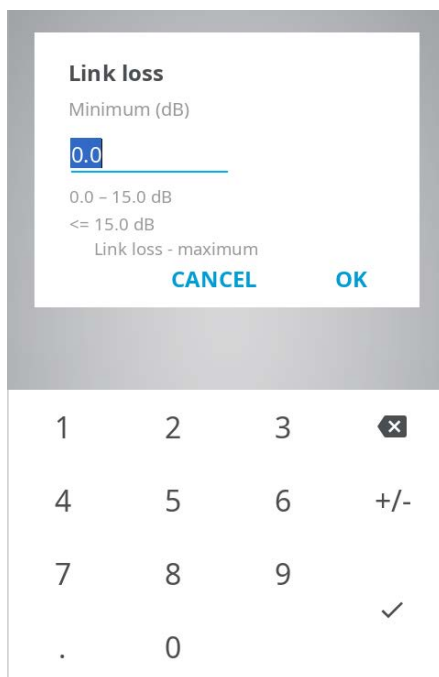 Link loss
Minimum (dB)
0.0
0.0 – 15.0 dB
<= 15.0 dB
Link loss - maximum
CANCEL OK
1 2 3
4 5 6 +/-
7 8 9
. 0